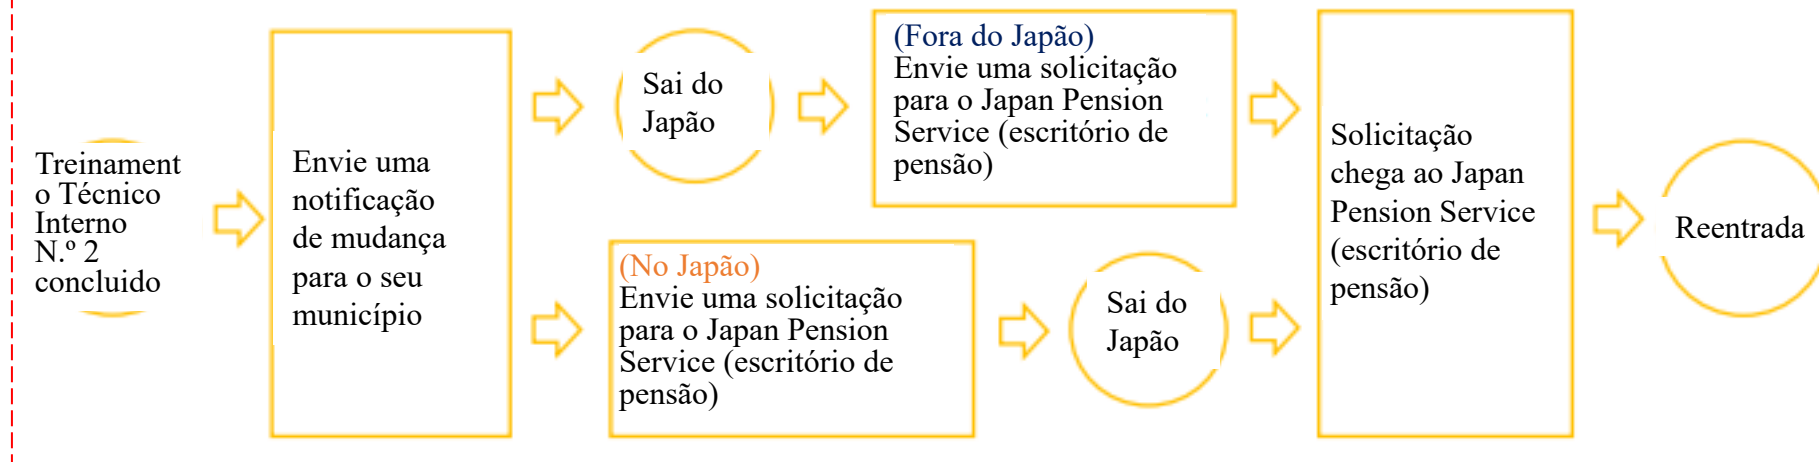 Treinament
o Técnico
Interno
N.º 2
concluido
Envie uma
notificação
de mudança
para o seu
município
Sai do
Japão
(Fora do Japão)
Envie uma solicitação
para o Japan Pension
Service (escritório de
pensão)
(No Japão)
Envie uma solicitação
para o Japan Pension
Service (escritório de
pensão)
Sai do
Japão
Solicitação
chega ao Japan
Pension Service
(escritório de
pensão)
Reentrada